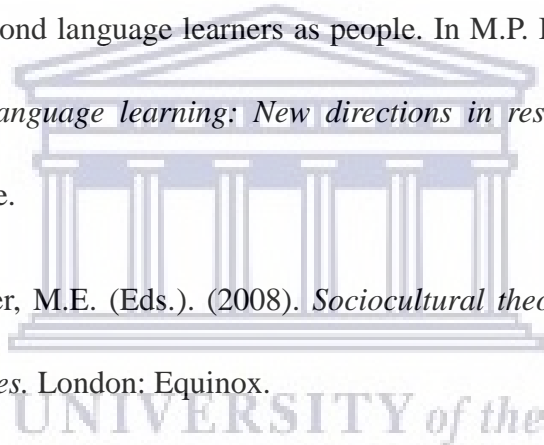 ond language learners as people. In M.P.
anguage learning: New directions in res
e.
er, M.E. (Eds.). (2008). Sociocultural theo
es. London: Equinox.
UNIVERSITY of the